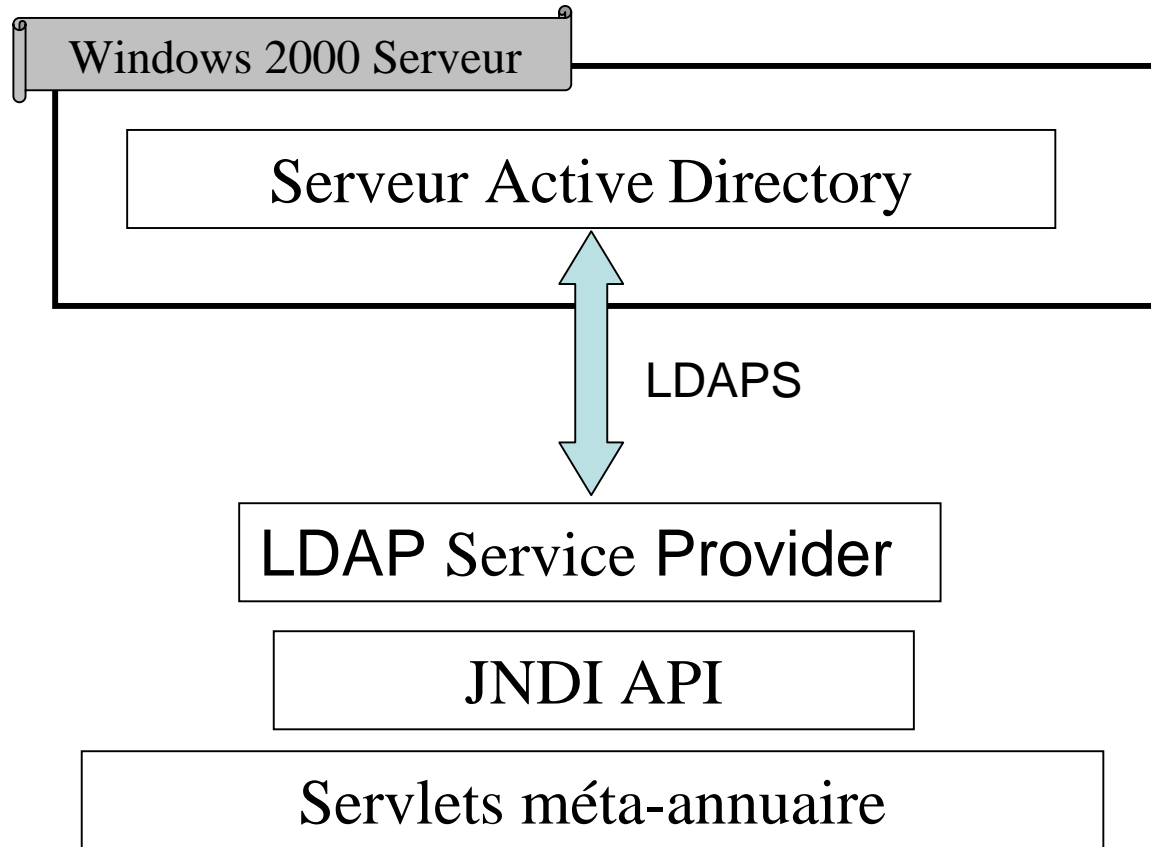 Windows 2000 Serveur
Serveur Active Directory
LDAPS
LDAP Service Provider
JNDI API
Servlets méta-annuaire